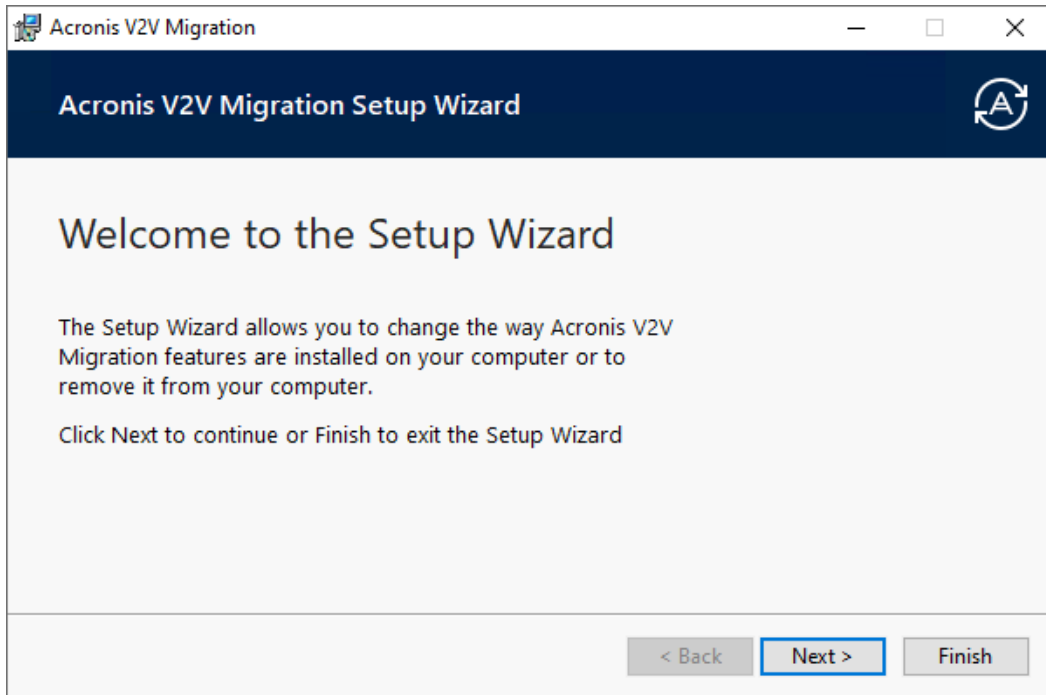 Acronis V2V Migration
Acronis V2V Migration Setup Wizard
Welcome to the Setup Wizard
The Setup Wizard allows you to change the way Acronis V2V
Migration features are installed on your computer or to
remove it from your computer.
Click Next to continue or Finish to exit the Setup Wizard
< Back
Next >
Finish